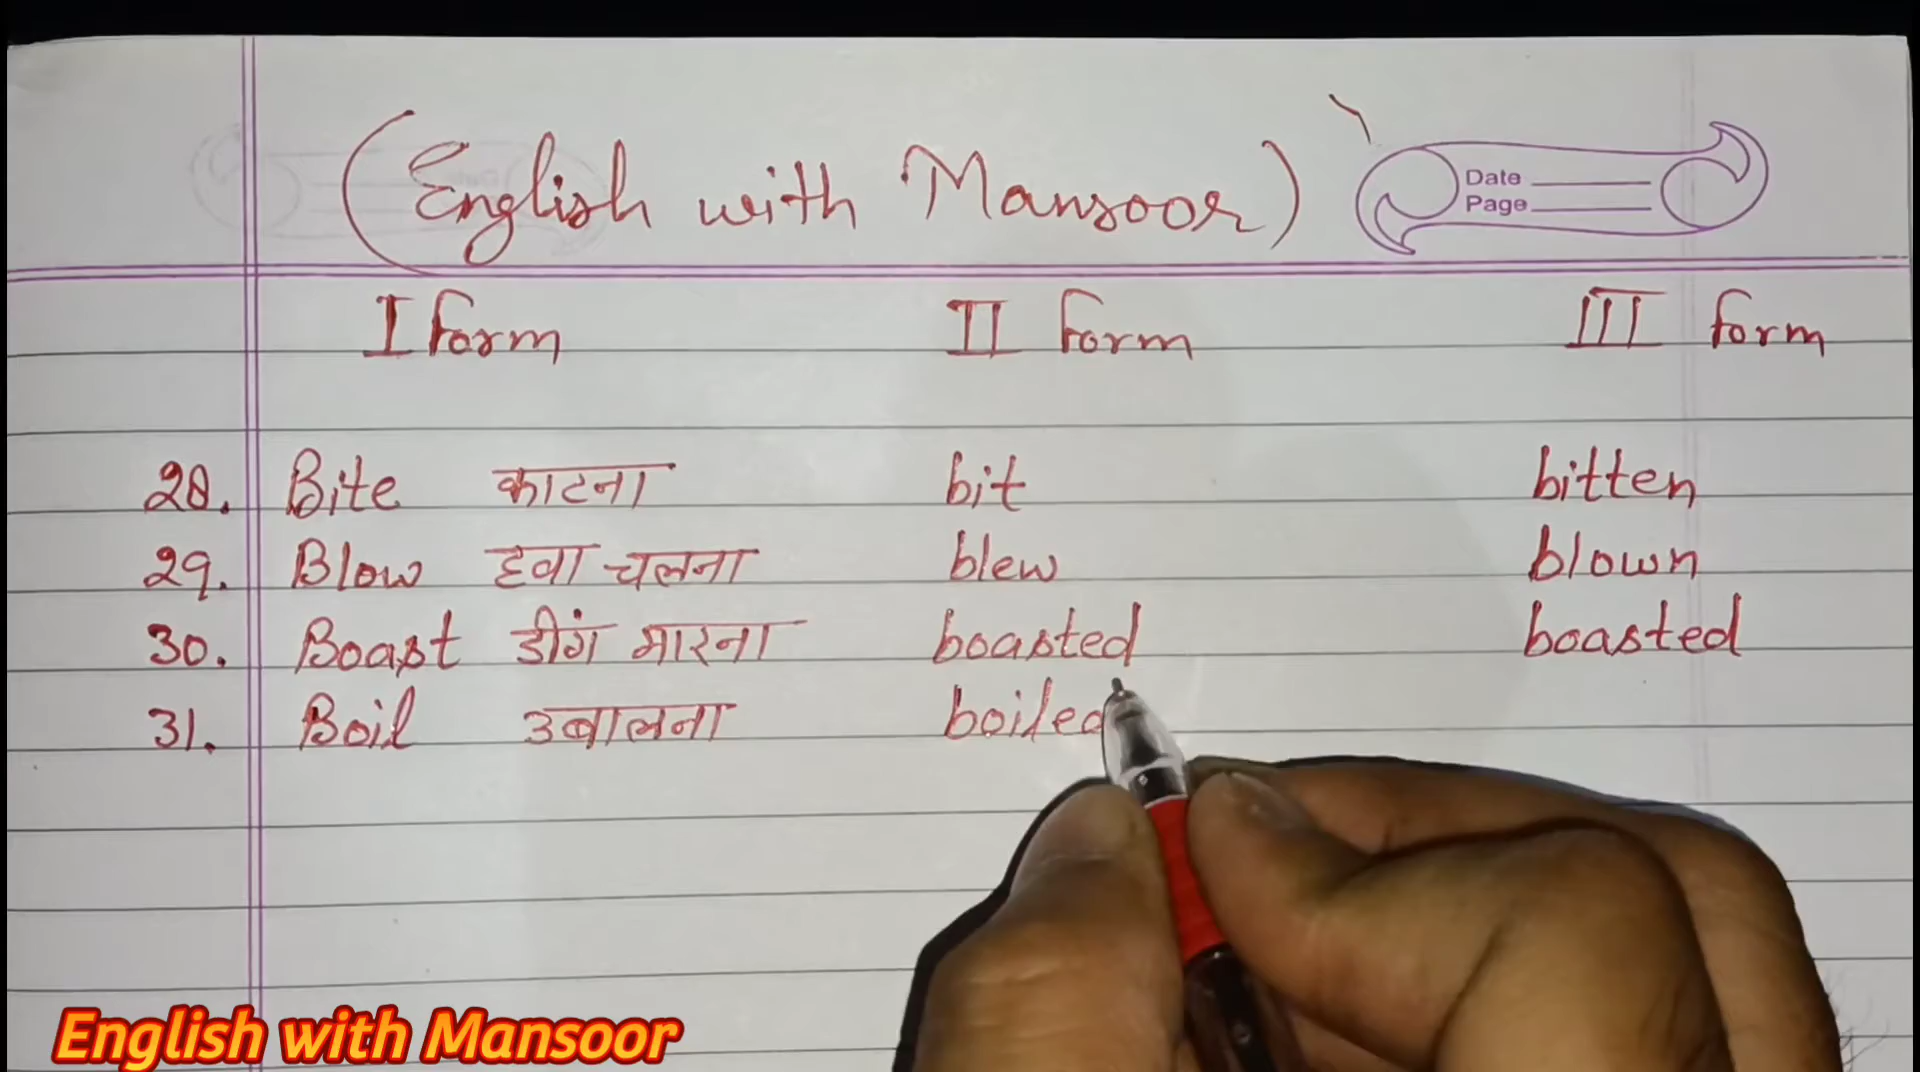 (English with Mansoor)
Date
Page
I form II form III form
28. Bite काटना bit bitten
29. Blow हवा चलना blew blown
30. Boast डींग मारना boasted boasted
31. Boil उबालना boiled
English with Mansoor